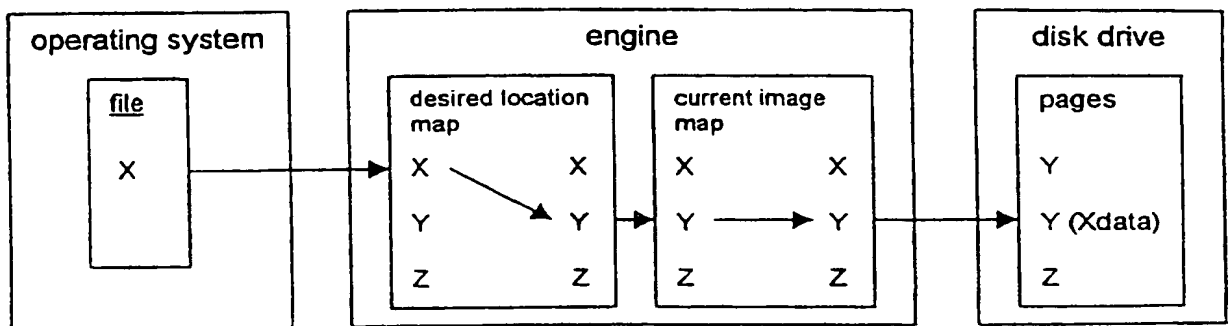 operating system
file
X
engine
desired location
map
X X
Y Y
Z Z
current image
map
X X
Y Y
Z Z
disk drive
pages
Y
Y (Xdata)
Z